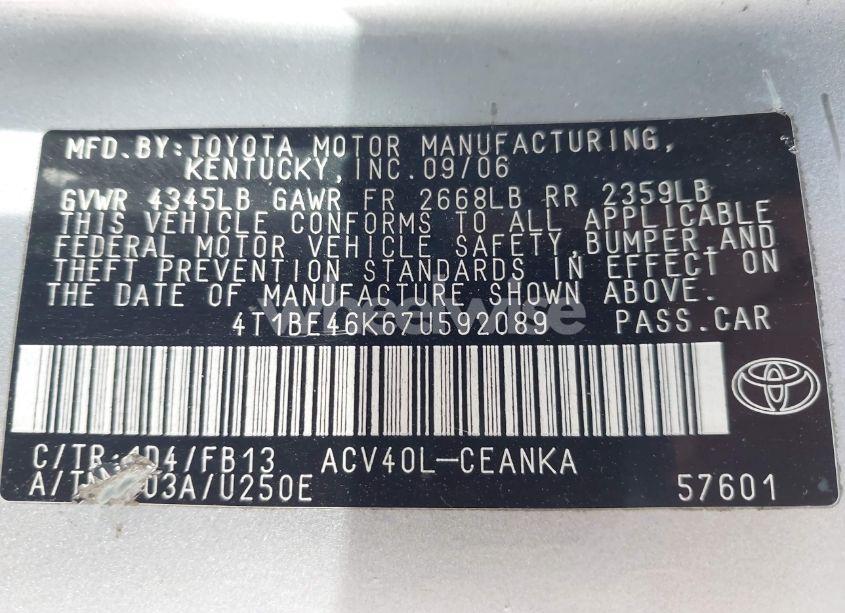 MFD.BY:TOYOTA MOTOR MANUFACTURING,
KENTUCKY, INC. 09/06
GVWR 4345LB GAWR FR 2668LB RR 2359LB
THIS VEHICLE CONFORMS TO ALL APPLICABLE
FEDERAL MOTOR VEHICLE SAFETY,BUMPER,AND
THEFT PREVENTION STANDARDS IN EFFECT ON
THE DATE OF MANUFACTURE SHOWN ABOVE.
4T1BE46K67U592089 PASS.CAR
C/TR: /FB13 ACV40L-CEANKA
/U250E 57601